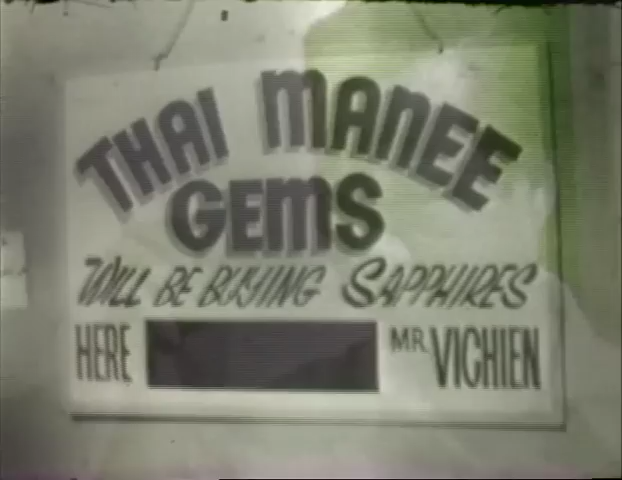 THAI MANEE
GEMS
WILL BE BUYING SAPPHIRES
HERE MR. VICHIEN